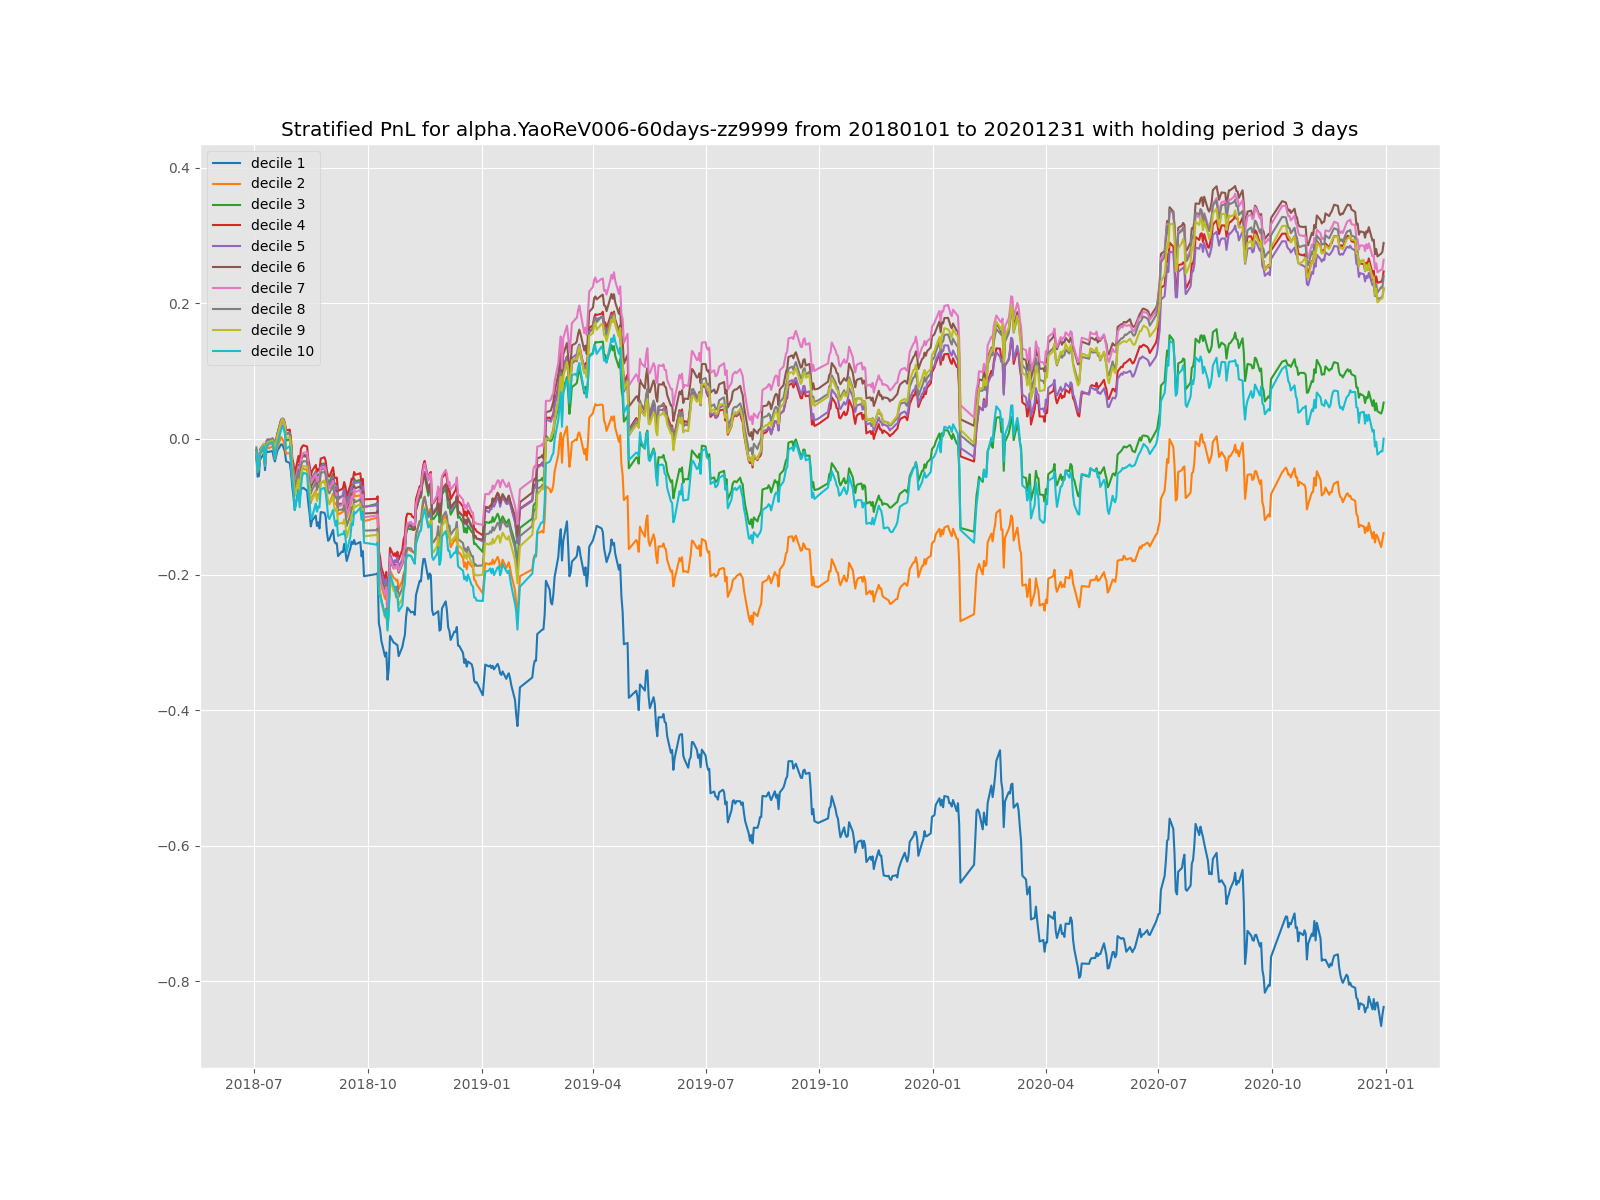 Stratified PnL for alpha.YaoReV006-60days-zz9999 from 20180101 to 20201231 with holding period 3 days
decile 1
decile 2
decile 3
decile 4
decile 5
decile 6
decile 7
decile 8
decile 9
decile 10
0.4
0.2
0.0
−0.2
−0.4
−0.6
−0.8
2018-07 2018-10 2019-01 2019-04 2019-07 2019-10 2020-01 2020-04 2020-07 2020-10 2021-01